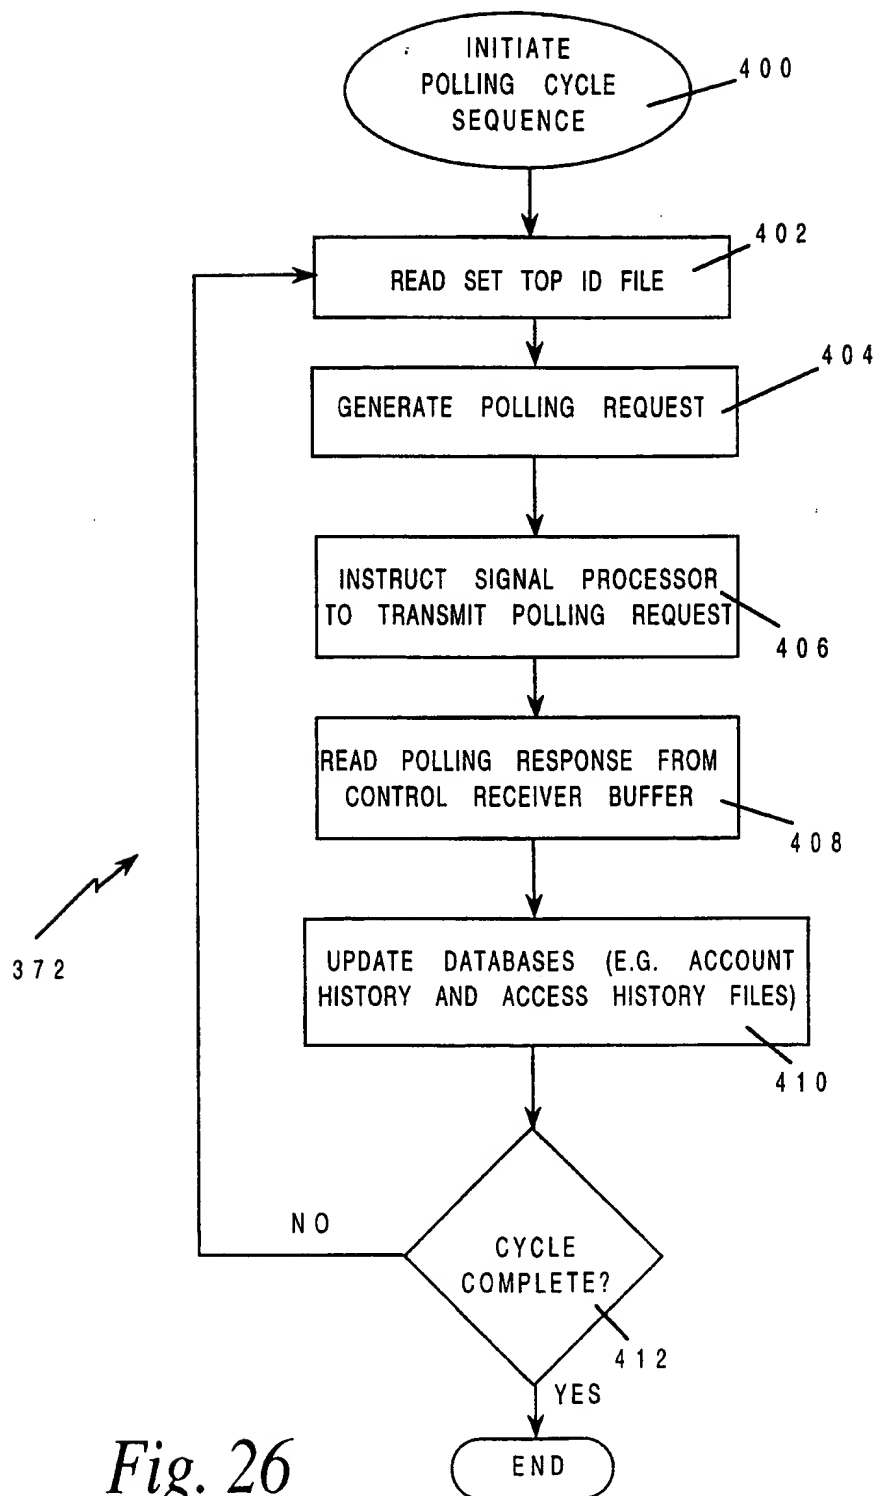 INITIATE
POLLING CYCLE
SEQUENCE
400
402
READ SET TOP ID FILE
404
GENERATE POLLING REQUEST
INSTRUCT SIGNAL PROCESSOR
TO TRANSMIT POLLING REQUEST
406
READ POLLING RESPONSE FROM
CONTROL RECEIVER BUFFER
408
372
UPDATE DATABASES (E.G. ACCOUNT
HISTORY AND ACCESS HISTORY FILES)
410
NO
CYCLE
COMPLETE?
412
YES
END
Fig. 26